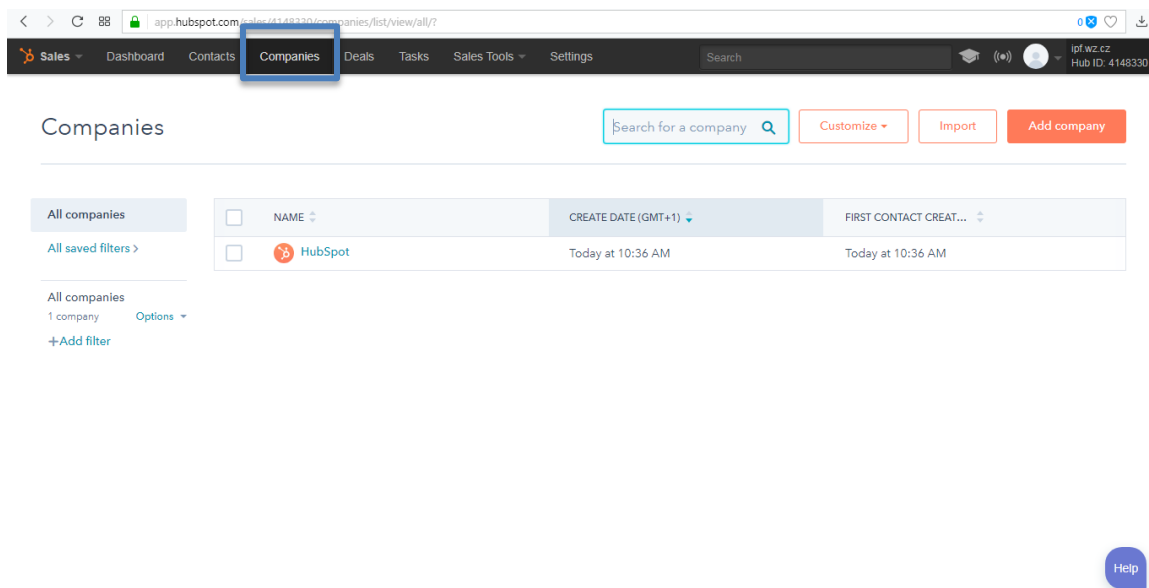 app.hubspot.com/sales/4148330/companies/list/view/all/?
0
Sales Dashboard Contacts Companies Deals Tasks Sales Tools Settings Search ipf.wz.cz
Hub ID: 4148330
Companies Search for a company Customize Import Add company
All companies NAME CREATE DATE (GMT+1) FIRST CONTACT CREAT...
All saved filters > HubSpot Today at 10:36 AM Today at 10:36 AM
All companies
1 company Options
+Add filter
Help